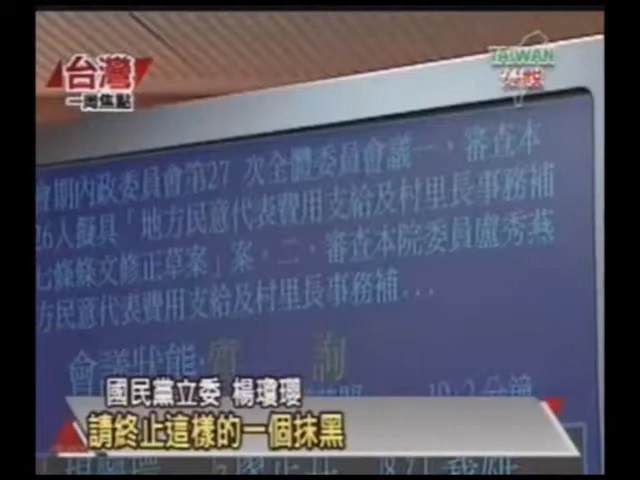 台灣
一周焦點
TAIWAN
會期內政委員會第27 次全體委員會議一、審查本
26人擬具「地方民意代表費用支給及村里長事務補
七條條文修正草案」案,二、審查本院委員盧秀燕
方民意代表費用支給及村里長事務補...
會議狀態:
詢
分鐘
國民黨立委 楊瓊瓔
請終止這樣的一個抹黑